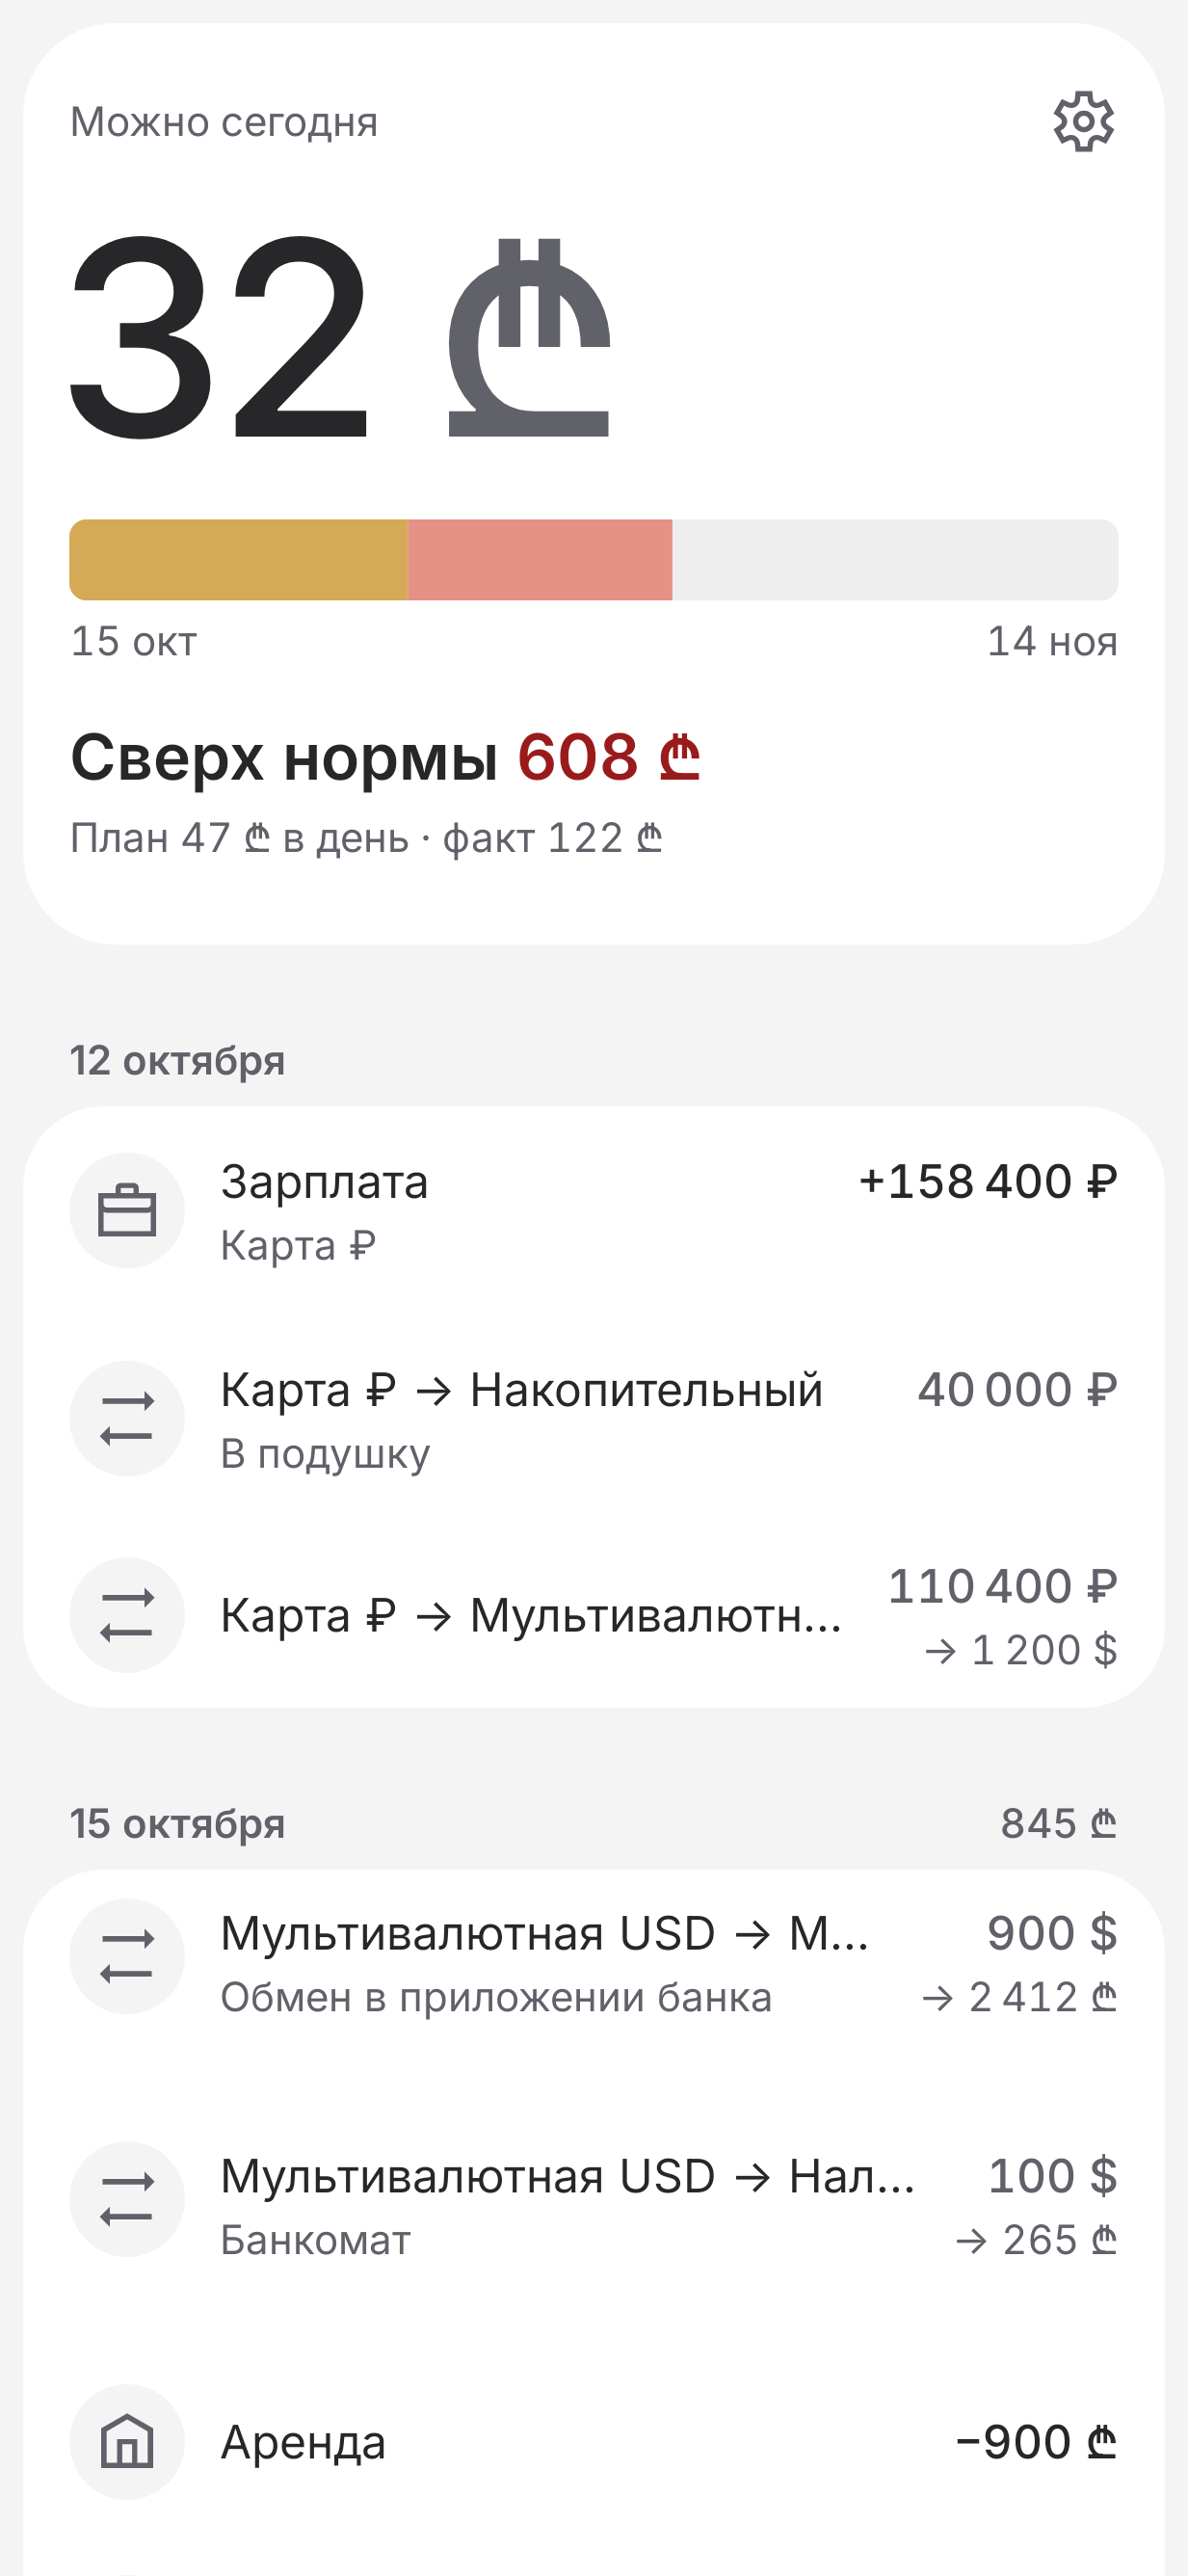 Можно сегодня
32 ₾
15 окт 14 ноя
Сверх нормы 608 ₾
План 47 ₾ в день · факт 122 ₾
12 октября
Зарплата +158 400 ₽
Карта ₽
Карта ₽ → Накопительный 40 000 ₽
В подушку
Карта ₽ → Мультивалютн... 110 400 ₽
→ 1 200 $
15 октября 845 ₾
Мультивалютная USD → М... 900 $
Обмен в приложении банка → 2 412 ₾
Мультивалютная USD → Нал... 100 $
Банкомат → 265 ₾
Аренда −900 ₾